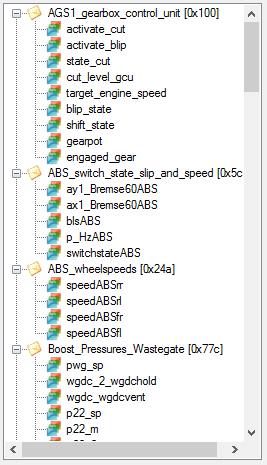 AGS1_gearbox_control_unit [0x100]
activate_cut
activate_blip
state_cut
cut_level_gcu
target_engine_speed
blip_state
shift_state
gearpot
engaged_gear
ABS_switch_state_slip_and_speed [0x5c
ay1_Bremse60ABS
ax1_Bremse60ABS
blsABS
p_HzABS
switchstateABS
ABS_wheelspeeds [0x24a]
speedABSrr
speedABSrl
speedABSfr
speedABSfl
Boost_Pressures_Wastegate [0x77c]
pwg_sp
wgdc_2_wgdchold
wgdc_wgdcvent
p22_sp
p22_m